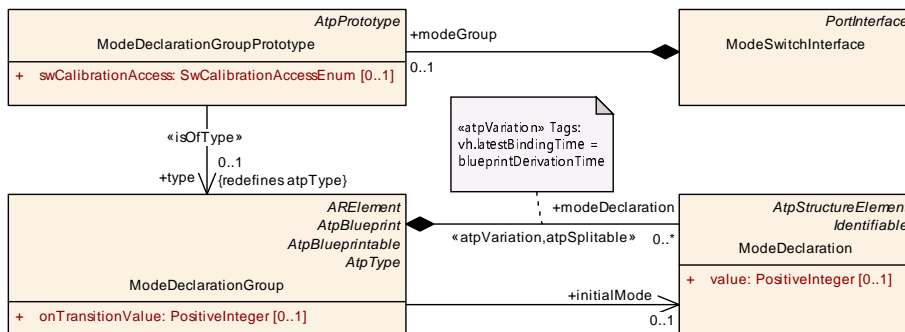 AtpPrototype
ModeDeclarationGroupPrototype
+ swCalibrationAccess: SwCalibrationAccessEnum [0..1]
+modeGroup
0..1
PortInterface
ModeSwitchInterface
«isOfType»
0..1
+type
{redefines atpType}
«atpVariation» Tags:
vh.latestBindingTime =
blueprintDerivationTime
ARElement
AtpBlueprint
AtpBlueprintable
AtpType
ModeDeclarationGroup
+ onTransitionValue: PositiveInteger [0..1]
+modeDeclaration
«atpVariation,atpSplitable»
0..*
AtpStructureElement
Identifiable
ModeDeclaration
+ value: PositiveInteger [0..1]
+initialMode
0..1